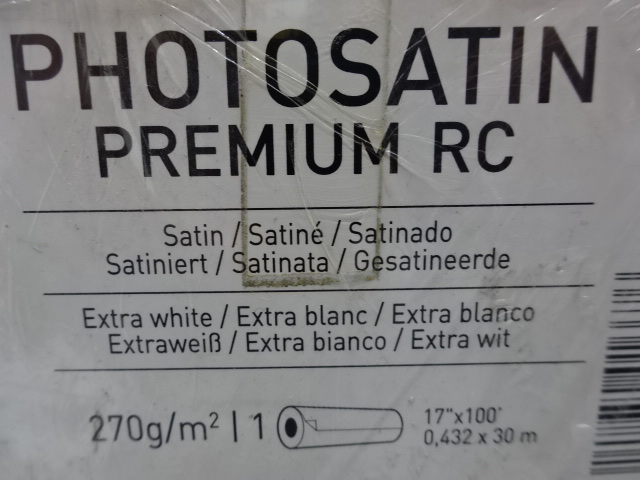 PHOTOSATIN
PREMIUM RC
Satin / Satiné / Satinado
Satiniert / Satinata / Gesatineerde
Extra white / Extra blanc / Extra blanco
Extraweiß / Extra bianco / Extra wit
270g/m² | 1
17"x100'
0,432 x 30 m